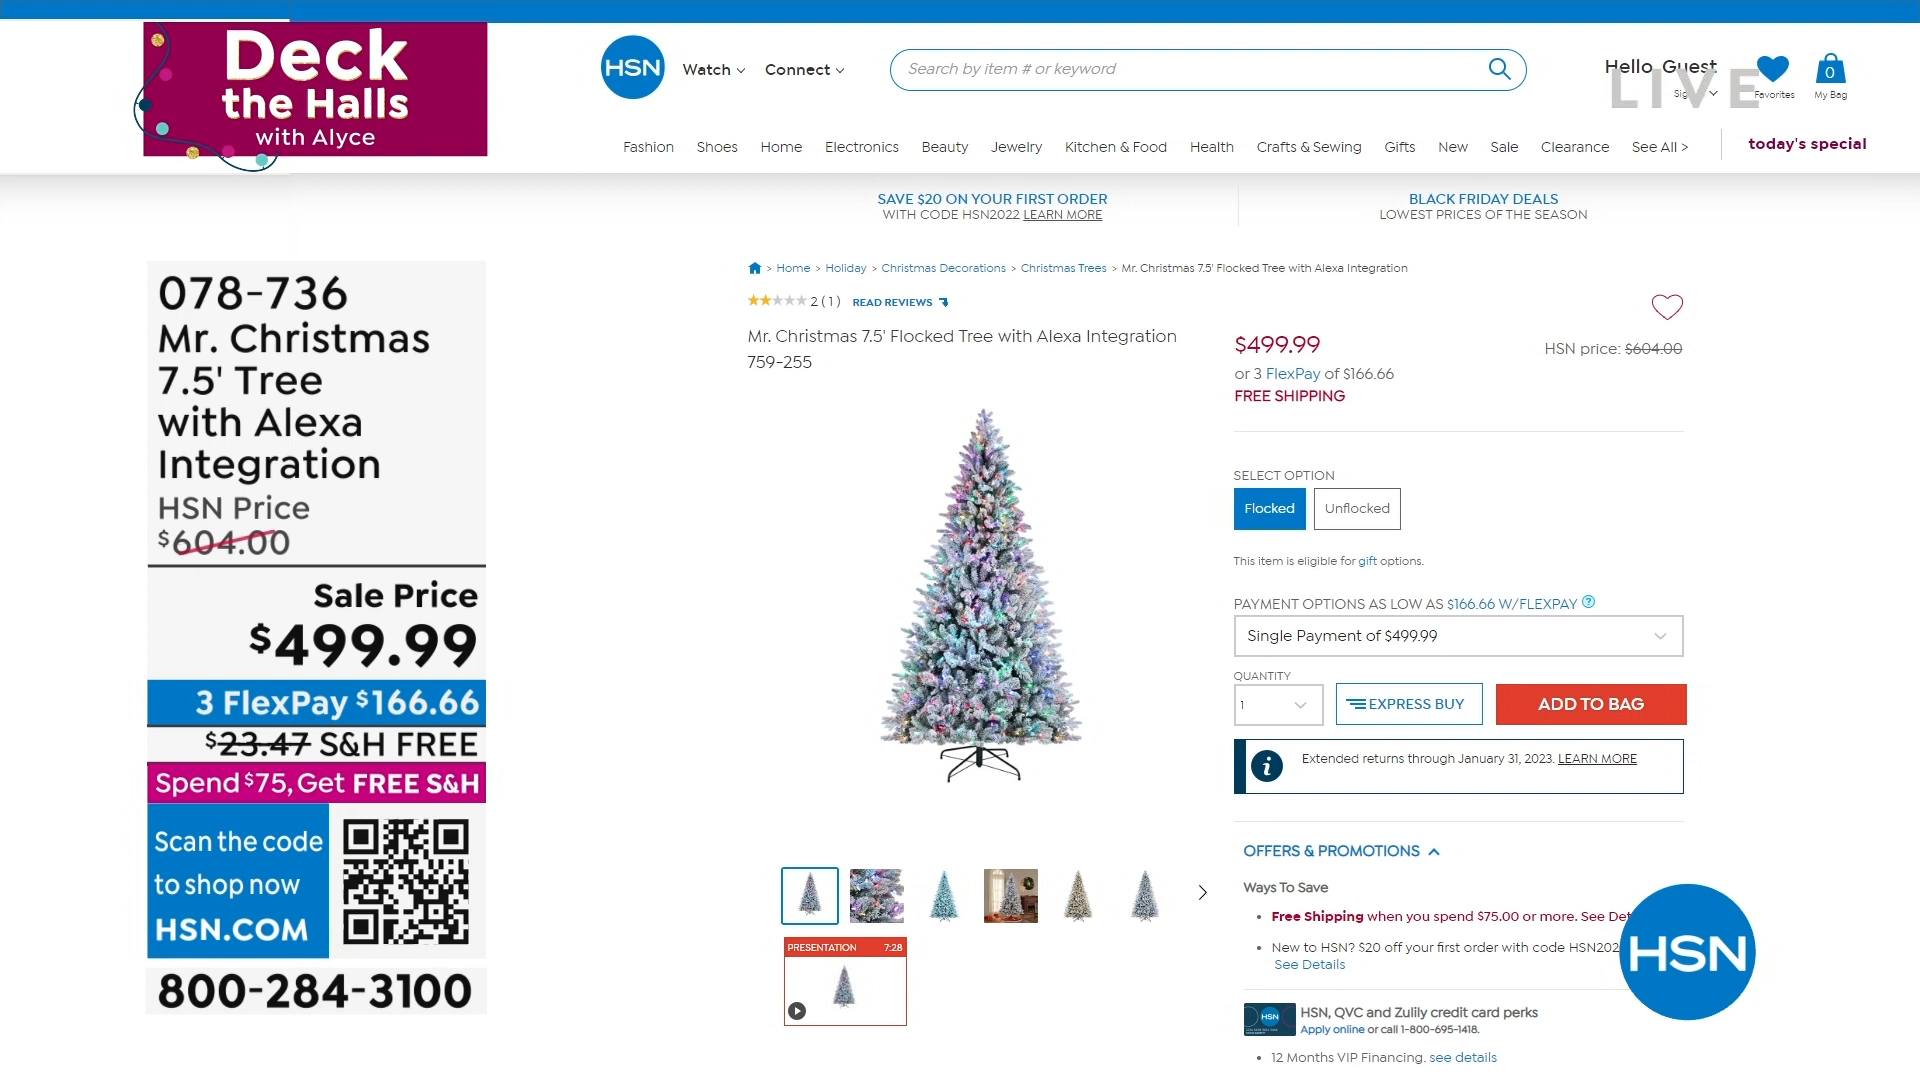 Deck
the Halls
with Alyce
HSN
Watch
Connect
Search by item # or keyword
Hello, Guest
LIVE
Favorites
0
My Bag
Fashion
Shoes
Home
Electronics
Beauty
Jewelry
Kitchen & Food
Health
Crafts & Sewing
Gifts
New
Sale
Clearance
See All >
today's special
SAVE $20 ON YOUR FIRST ORDER
WITH CODE HSN2022 LEARN MORE
BLACK FRIDAY DEALS
LOWEST PRICES OF THE SEASON
078-736
Mr. Christmas
7.5' Tree
with Alexa
Integration
HSN Price
$604.00
Sale Price
$499.99
3 FlexPay $166.66
$23.47 S&H FREE
Spend $75, Get FREE S&H
Scan the code
to shop now
HSN.COM
800-284-3100
> Home > Holiday > Christmas Decorations > Christmas Trees > Mr. Christmas 7.5' Flocked Tree with Alexa Integration
2 ( 1 ) READ REVIEWS
Mr. Christmas 7.5' Flocked Tree with Alexa Integration
759-255
$499.99
HSN price: $604.00
or 3 FlexPay of $166.66
FREE SHIPPING
SELECT OPTION
Flocked
Unflocked
This item is eligible for gift options.
PAYMENT OPTIONS AS LOW AS $166.66 W/FLEXPAY ?
Single Payment of $499.99
QUANTITY
1
EXPRESS BUY
ADD TO BAG
Extended returns through January 31, 2023. LEARN MORE
OFFERS & PROMOTIONS
Ways To Save
• Free Shipping when you spend $75.00 or more. See Det
• New to HSN? $20 off your first order with code HSN202
See Details
HSN
PRESENTATION 7:28
HSN
HSN, QVC and Zulily credit card perks
Apply online or call 1-800-695-1418.
• 12 Months VIP Financing. see details